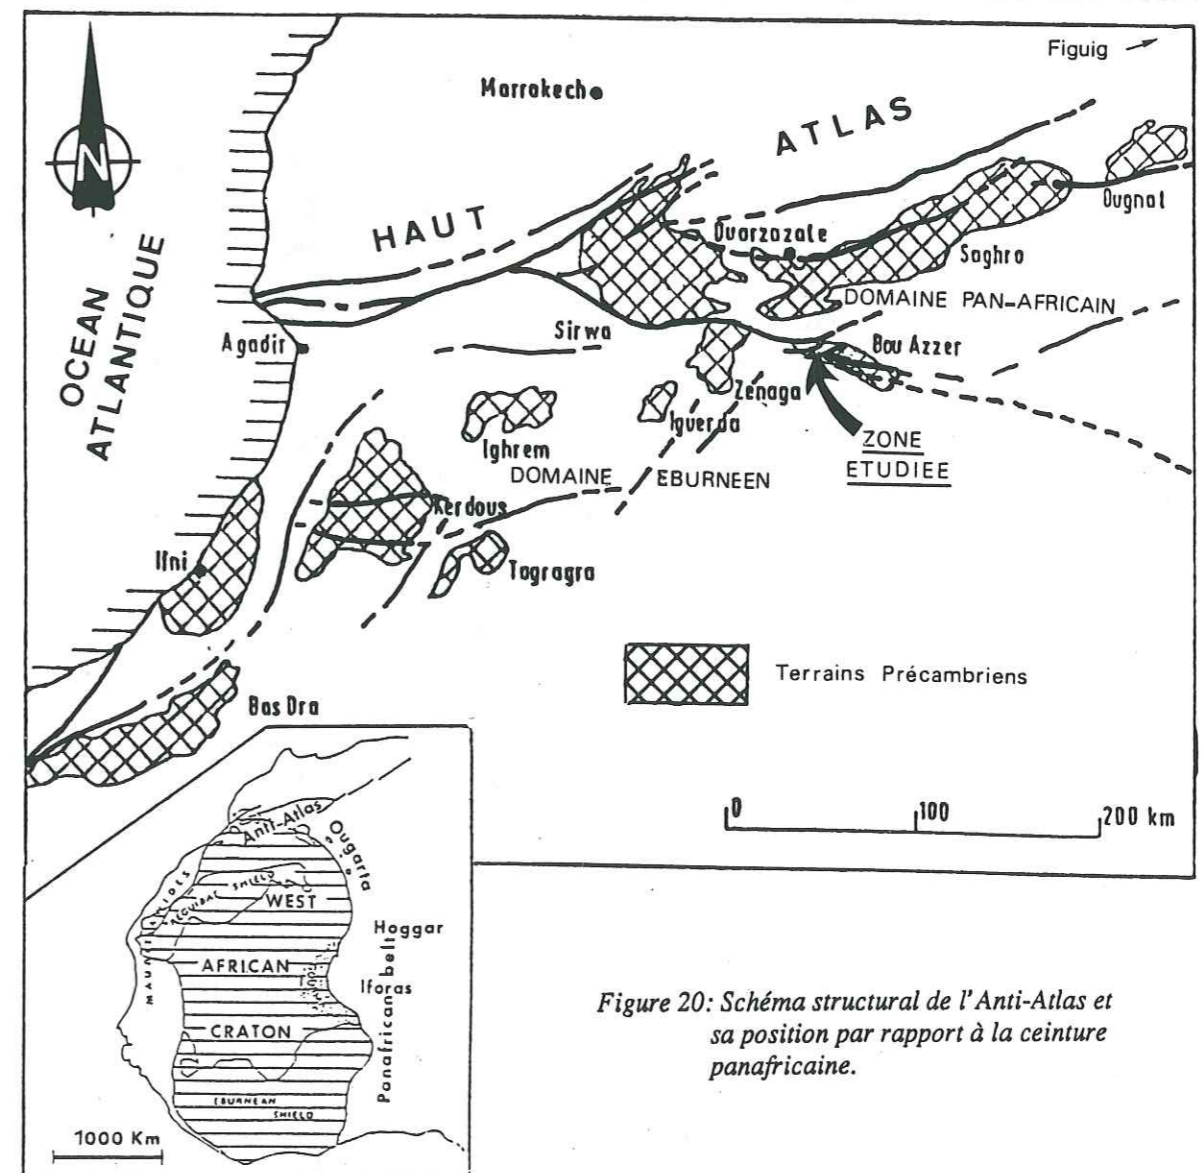 Figuig
Marrakech
N
HAUT ATLAS
OCEAN
ATLANTIQUE
Ougnat
Ouarzazate
Saghro
DOMAINE PAN-AFRICAIN
Agadir
Sirwa
Bou Azzer
Zenaga
Iguerda
Ighrem
ZONE
ETUDIEE
DOMAINE EBURNEEN
Kerdous
Ifni
Tagragra
Terrains Précambriens
Bas Dra
0 100 200 km
Anti-Atlas
Ougarta
SHIELD
WEST
Hoggar
AFRICAN
Iforas
Panafrican belt
CRATON
EBURNEAN
SHIELD
1000 Km
Figure 20: Schéma structural de l'Anti-Atlas et
sa position par rapport à la ceinture
panafricaine.